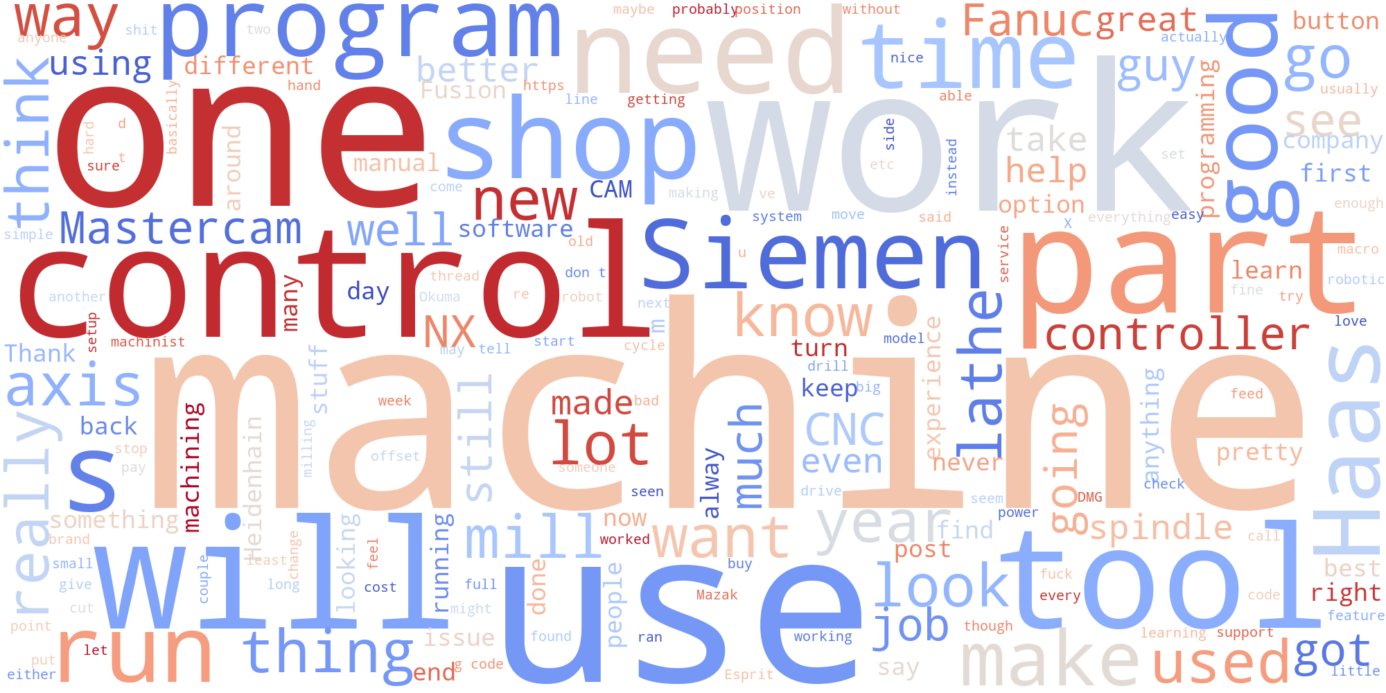 way
anyone
shit
program
two
maybe
probably
position
without
Fanuc
great
button
using
different
hand
better
Fusion
https
line
need
getting
time
nice
able
actually
guy
programming
good
go
usually
think
one
hard
d
t
sure
basically
around
manual
come
shop
work
side
etc
instead
take
set
help
option
see
company
first
enough
simple
Mastercam
well
software
new
CAM
making
ve
system
move
said
x
everything
easy
control
another
many
day
thread
Okuma
old
don t
re
robot
Siemen
u
next
service
part
learn
fine
try
macro
robotic
love
setup
machinist
NX
may
tell
start
cycle
m
know
turn
model
lathe
controller
Thank
axis
back
stuff
machine
week
still
made
bad
lot
someone
drill
keep
big
CNC
even
much
experience
never
going
anything
feed
pretty
Haas
really
s
stop
pay
machining
Heidenhain
milling
offset
seen
alway
drive
seem
DMG
check
something
brand
will
least
change
looking
feel
running
mill
now
worked
want
power
year
find
spindle
post
call
small
give
couple
long
cost
full
might
done
use
people
buy
Mazak
look
fuck
every
tool
code
best
right
feature
cut
point
put
either
let
run
thing
issue
end
g code
found
ran
working
Esprit
job
say
though
make
learning
support
used
got
little